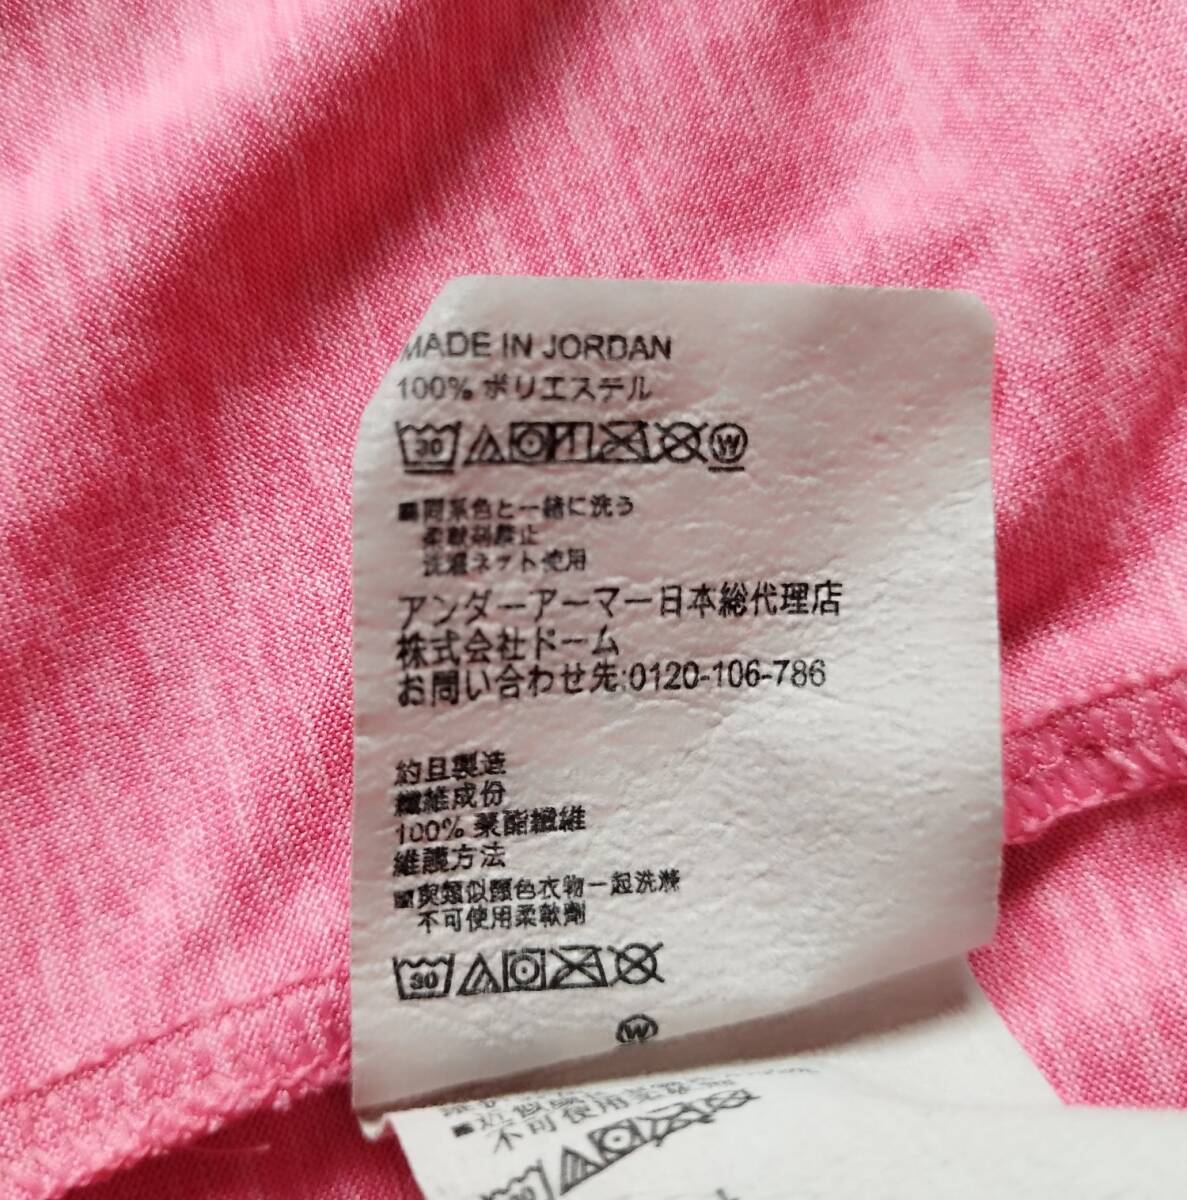 MADE IN JORDAN
100% ポリエステル
30 W
■同系色と一緒に洗う
柔軟剤禁止
洗濯ネット使用
アンダーアーマー日本総代理店
株式会社ドーム
お問い合わせ先:0120-106-786
約旦製造
纖維成份
100% 聚酯纖維
維護方法
■與類似顏色衣物一起洗滌
不可使用柔軟劑
30
W
不可使用柔軟劑
30